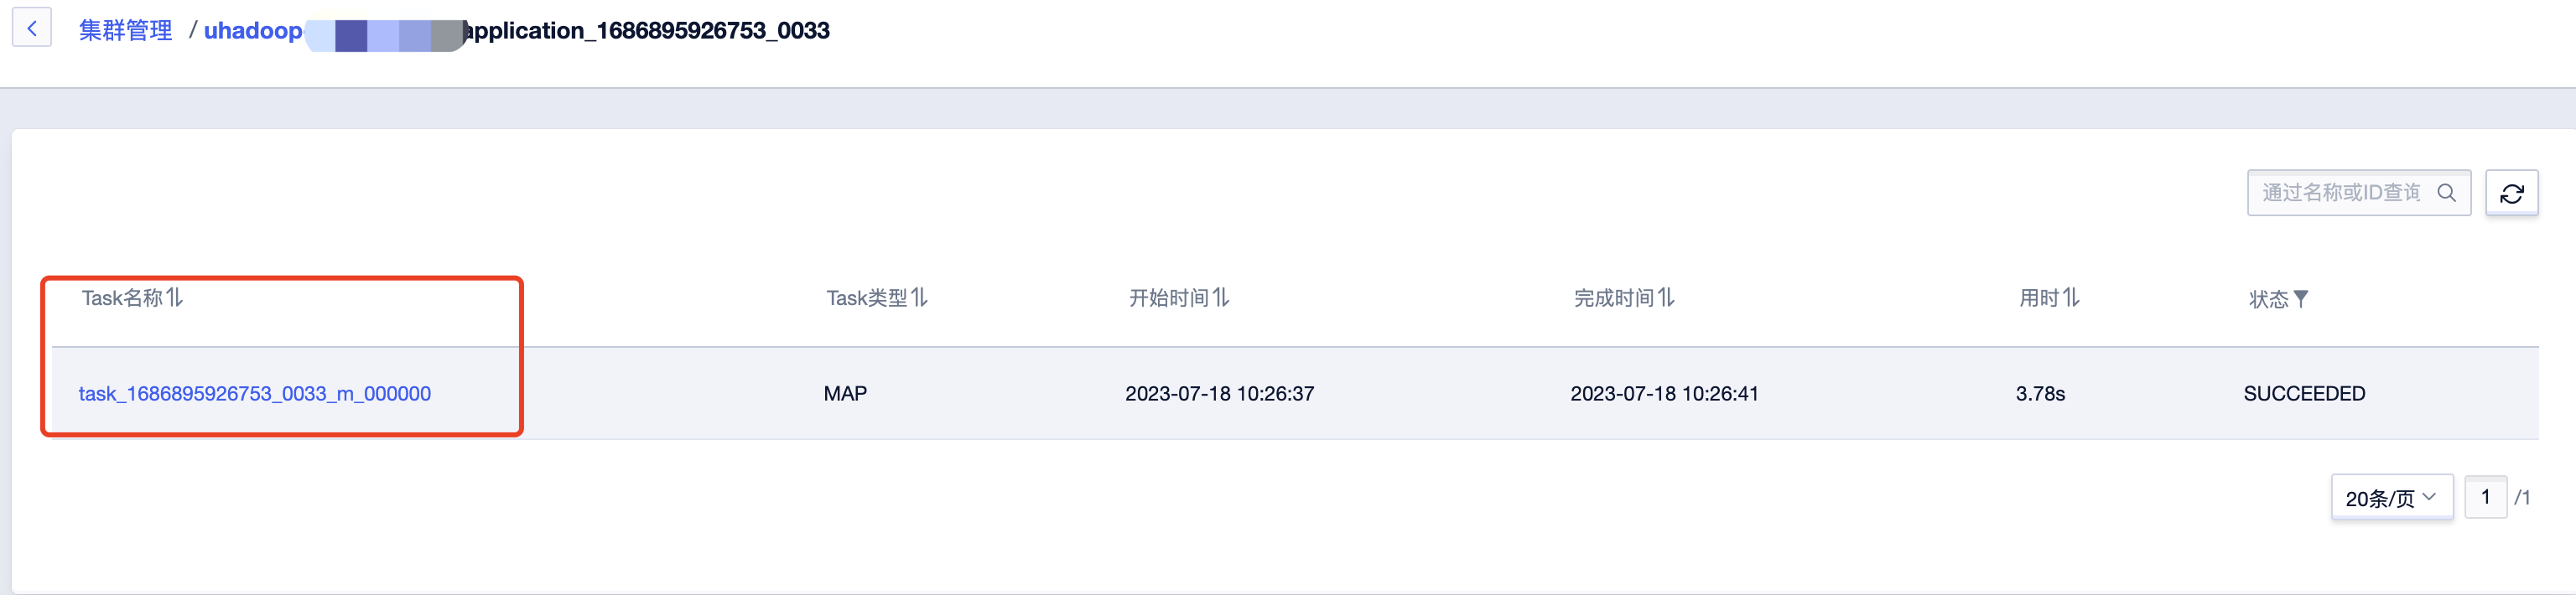 集群管理 / uhadoop application_1686895926753_0033
通过名称或ID查询
Task名称 Task类型 开始时间 完成时间 用时 状态
task_1686895926753_0033_m_000000 MAP 2023-07-18 10:26:37 2023-07-18 10:26:41 3.78s SUCCEEDED
20条/页 1 /1